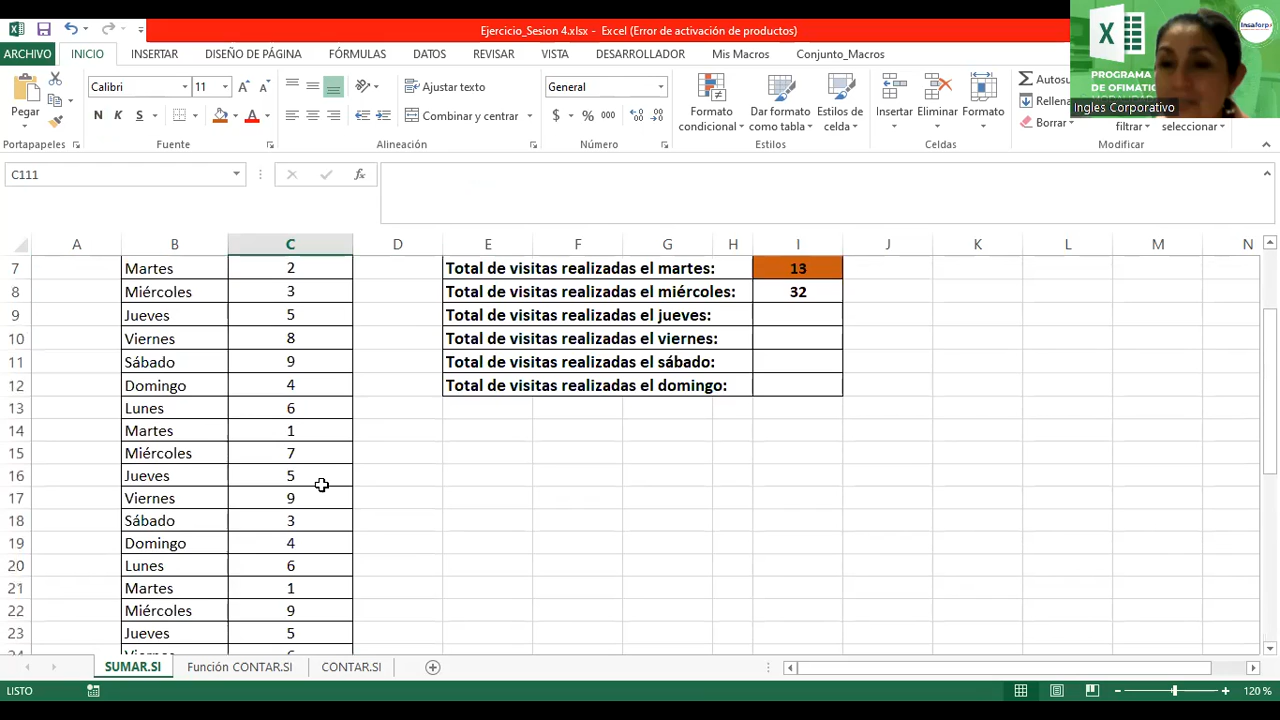 Ejercicio_Sesion 4.xlsx - Excel (Error de activación de productos)
ARCHIVO INICIO INSERTAR DISEÑO DE PÁGINA FÓRMULAS DATOS REVISAR VISTA DESARROLLADOR Mis Macros Conjunto_Macros
Pegar
Calibri 11
N K S
Ajustar texto
Combinar y centrar
General
$ % 000
Formato condicional
Dar formato como tabla
Estilos de celda
Insertar
Eliminar
Formato
Autosu
Rellena
Borrar
filtrar
seleccionar
Portapapeles Fuente Alineación Número Estilos Celdas Modificar
PROGRAMA
DE OFIMATIC
Ingles Corporativo
Insaforp
C111
fx
A B C D E F G H I J K L M N
7 Martes 2 Total de visitas realizadas el martes: 13
8 Miércoles 3 Total de visitas realizadas el miércoles: 32
9 Jueves 5 Total de visitas realizadas el jueves:
10 Viernes 8 Total de visitas realizadas el viernes:
11 Sábado 9 Total de visitas realizadas el sábado:
12 Domingo 4 Total de visitas realizadas el domingo:
13 Lunes 6
14 Martes 1
15 Miércoles 7
16 Jueves 5
17 Viernes 9
18 Sábado 3
19 Domingo 4
20 Lunes 6
21 Martes 1
22 Miércoles 9
23 Jueves 5
SUMAR.SI Función CONTAR.SI CONTAR.SI
LISTO 120 %